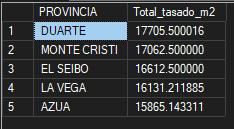 PROVINCIA Total_tasado_m2
1 DUARTE 17705.500016
2 MONTE CRISTI 17062.500000
3 EL SEIBO 16612.500000
4 LA VEGA 16131.211885
5 AZUA 15865.143311